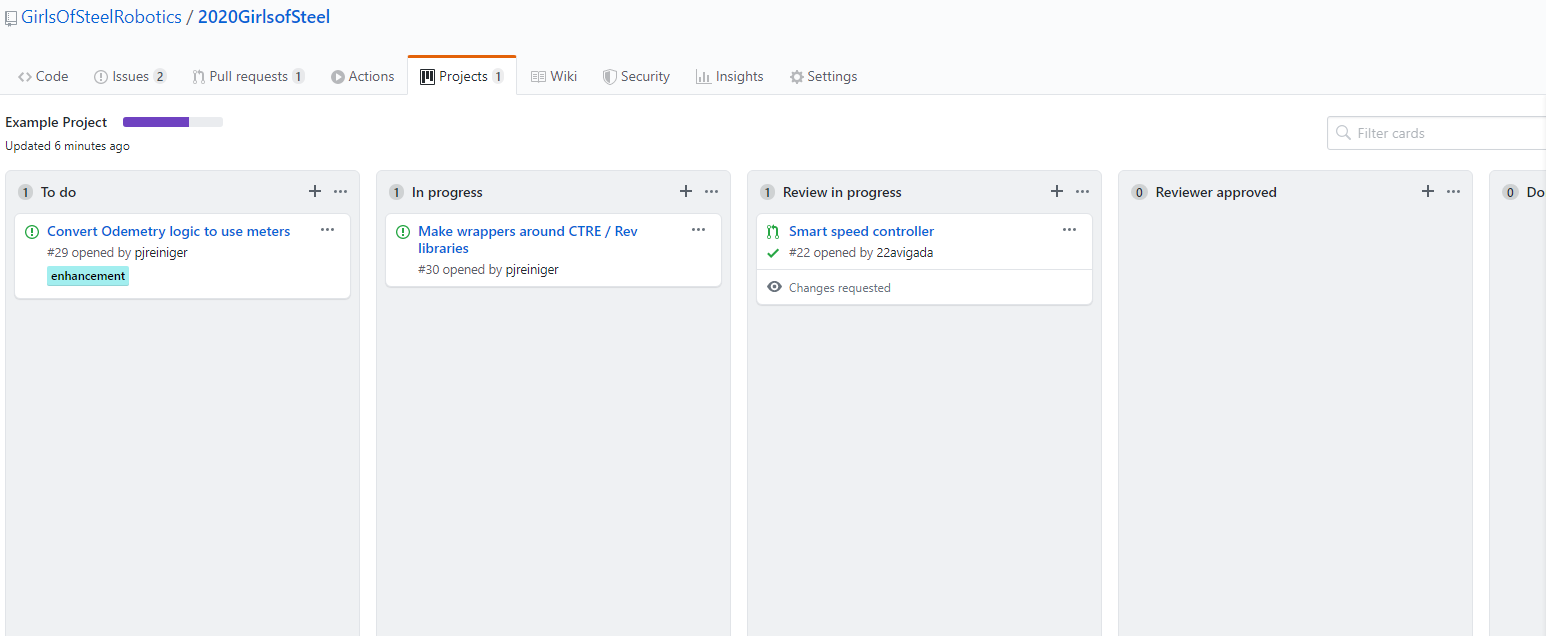 GirlsOfSteelRobotics / 2020GirlsofSteel
Code Issues 2 Pull requests 1 Actions Projects 1 Wiki Security Insights Settings
Example Project
Updated 6 minutes ago
Filter cards
1 To do
Convert Odemetry logic to use meters
#29 opened by pjreiniger
enhancement
1 In progress
Make wrappers around CTRE / Rev
libraries
#30 opened by pjreiniger
1 Review in progress
Smart speed controller
#22 opened by 22avigada
Changes requested
0 Reviewer approved
0 Do